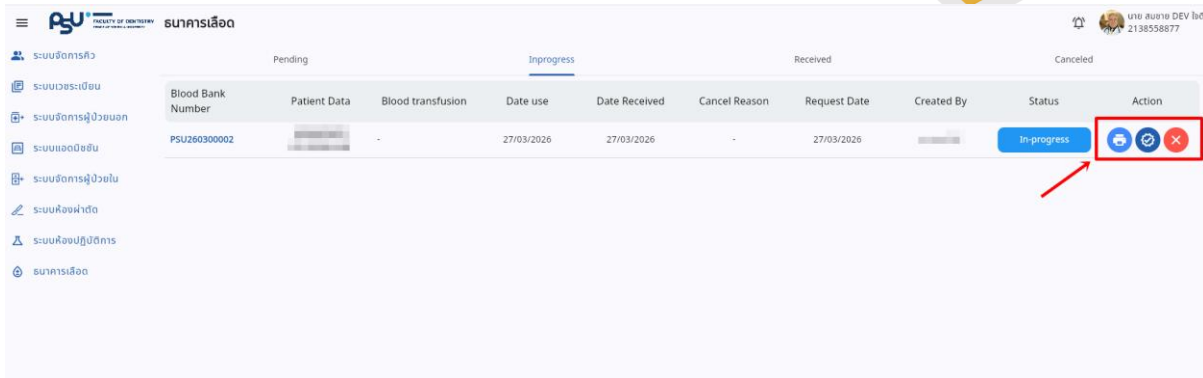 PSU FACULTY OF DENTISTRY ธนาคารเลือด
นาย สมชาย DEV
2138558877
ระบบจัดการคิว
ระบบเวชระเบียน
ระบบจัดการผู้ป่วยนอก
ระบบแอดมิชชัน
ระบบจัดการผู้ป่วยใน
ระบบห้องผ่าตัด
ระบบห้องปฏิบัติการ
ธนาคารเลือด
Pending Inprogress Received Canceled
Blood Bank Number Patient Data Blood transfusion Date use Date Received Cancel Reason Request Date Created By Status Action
PSU260300002 - 27/03/2026 27/03/2026 - 27/03/2026 In-progress